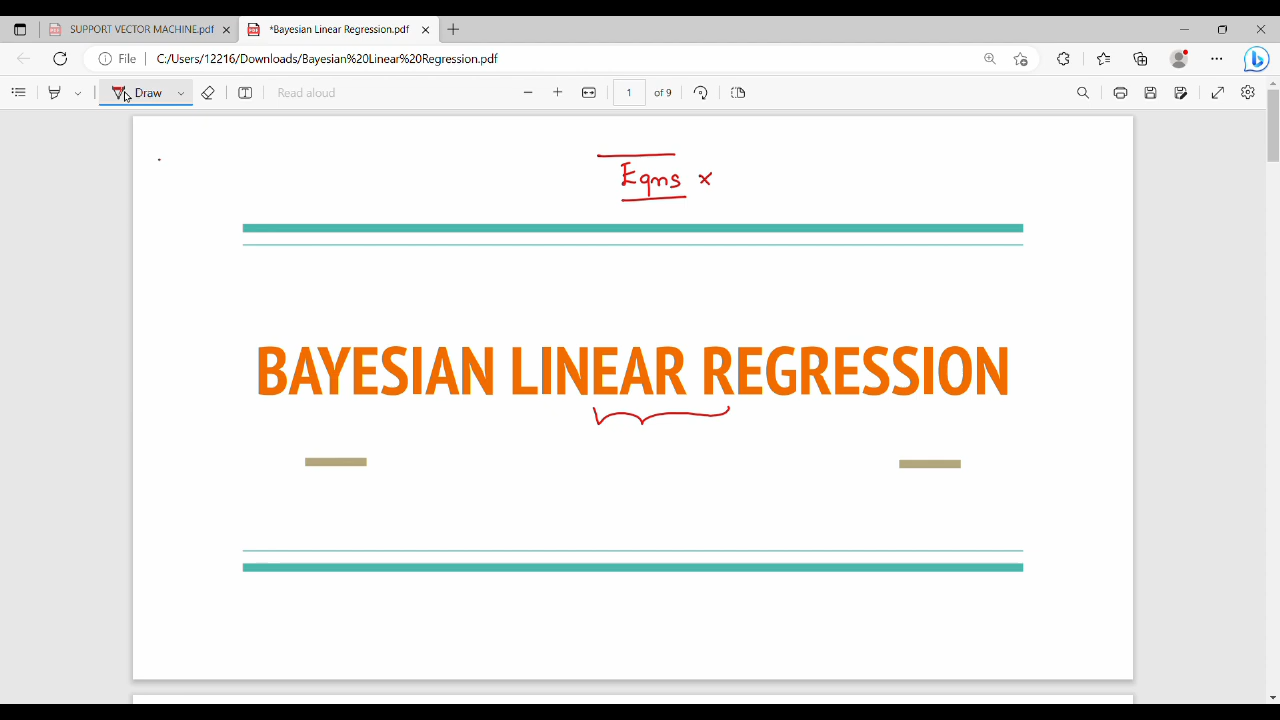 SUPPORT VECTOR MACHINE.pdf
*Bayesian Linear Regression.pdf
File
C:/Users/12216/Downloads/Bayesian%20Linear%20Regression.pdf
Draw
Read aloud
1 of 9
Eqns ×
BAYESIAN LINEAR REGRESSION